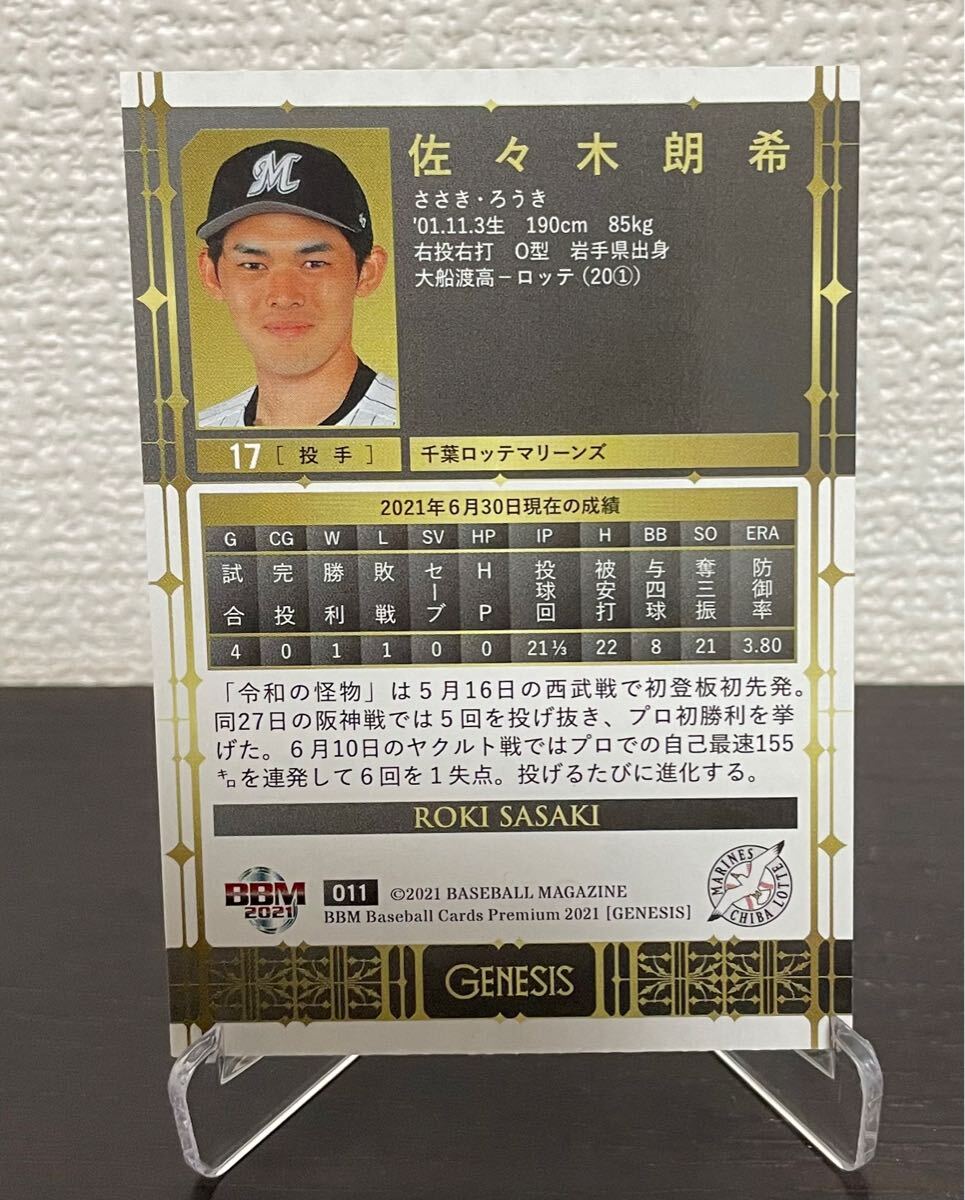 M
佐々木朗希
ささき・ろうき
'01.11.3生 190cm 85kg
右投右打 O型 岩手県出身
大船渡高－ロッテ（20①）
17［投手］ 千葉ロッテマリーンズ
2021年6月30日現在の成績
G CG W L SV HP IP H BB SO ERA
試合 完投 勝利 敗戦 セーブ HP 投球回 被安打 与四球 奪三振 防御率
4 0 1 1 0 0 21 ⅓ 22 8 21 3.80
「令和の怪物」は５月16日の西武戦で初登板初先発。
同27日の阪神戦では５回を投げ抜き、プロ初勝利を挙
げた。６月10日のヤクルト戦ではプロでの自己最速155
㌔を連発して６回を１失点。投げるたびに進化する。
ROKI SASAKI
BBM
2021
011 ©2021 BASEBALL MAGAZINE
BBM Baseball Cards Premium 2021 [GENESIS]
MARINES
CHIBA LOTTE
GENESIS